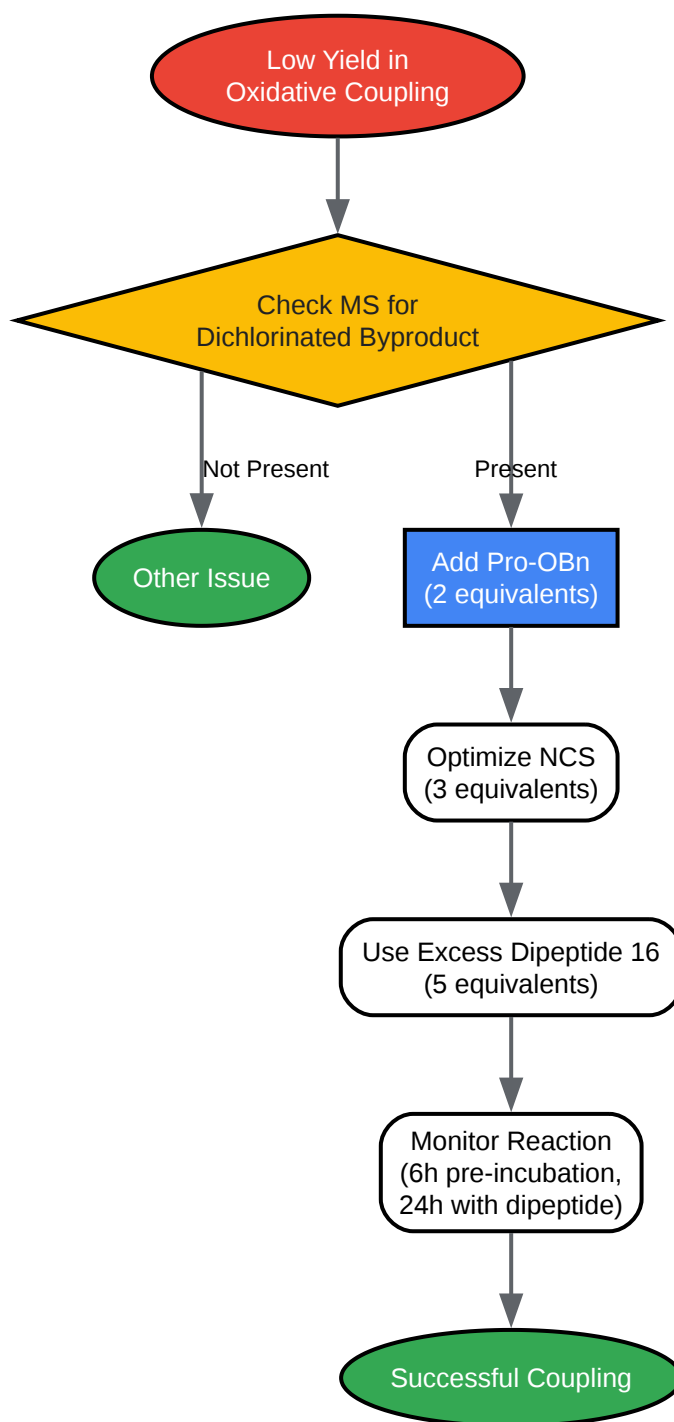 Low Yield in
Oxidative Coupling
Check MS for
Dichlorinated Byproduct
Not Present
Present
Other Issue
Add Pro-OBn
(2 equivalents)
Optimize NCS
(3 equivalents)
Use Excess Dipeptide 16
(5 equivalents)
Monitor Reaction
(6h pre-incubation,
24h with dipeptide)
Successful Coupling